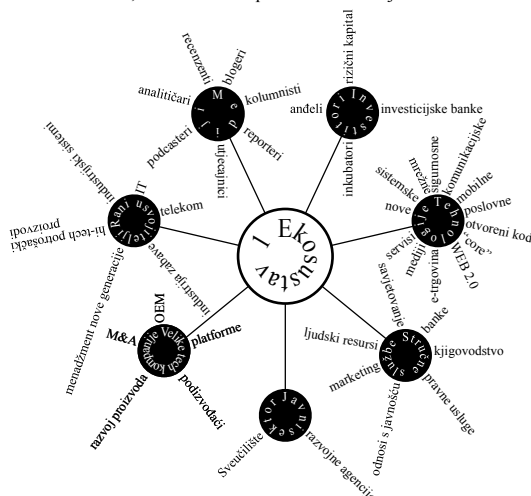 1 Ekosustav
Mediji
analitičari
recenzenti
blogeri
kolumnisti
reporteri
utjecajnici
podcasteri
Investitori
anđeli
rizični kapital
investicijske banke
inkubatori
Tehnologije
nove
sistemske
mrežne
sigurnosne
komunikacijske
mobilne
poslovne
otvoreni kod
“core”
WEB 2.0
e-trgovina
mediji
servisi
Stručne službe
ljudski resursi
savjetovanje
banke
kjigovodstvo
pravne usluge
odnosi s javnošću
marketing
Javni sektor
Sveučilište
razvojne agencije
Velike tech kompanije
M&A
OEM
platforme
podizvođači
razvoj proizvoda
Rani usvojitelji
hi-tech potrošački
proizvodi
industrijski sistemi
IT
telekom
industrija zabave
menadžment nove generacije